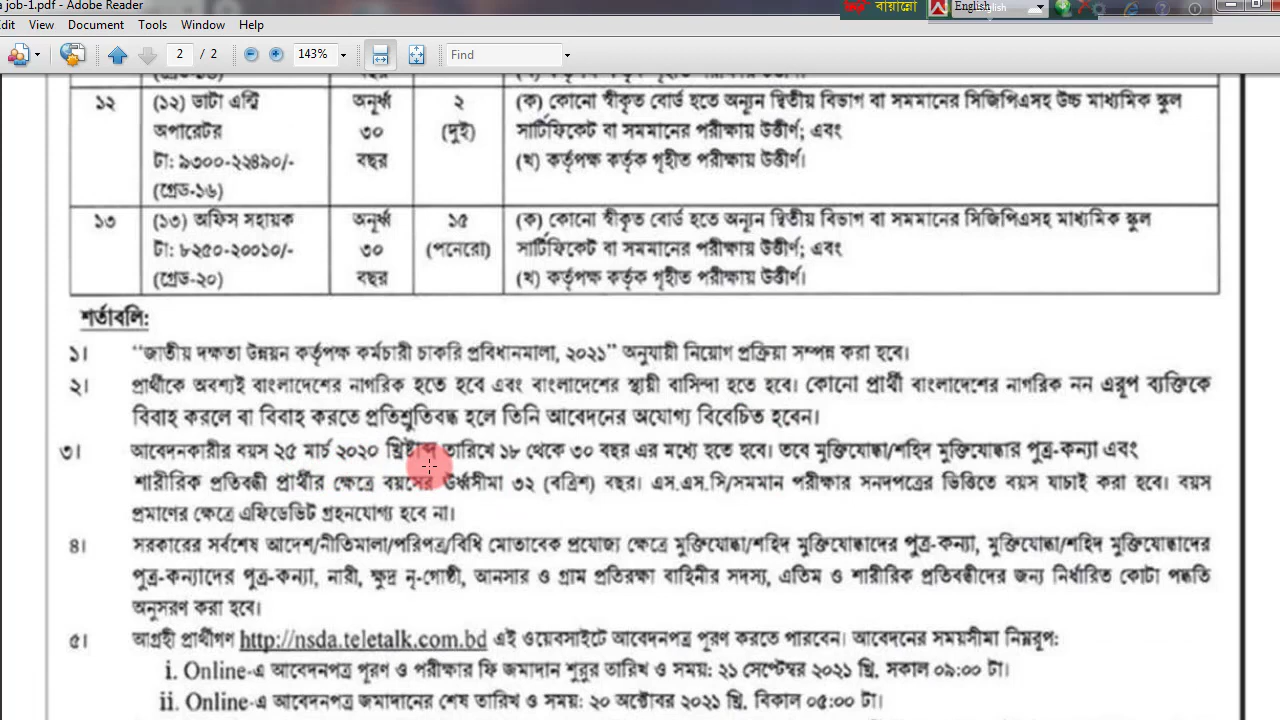 a job-1.pdf - Adobe Reader
বায়ান্নো
English
dit View Document Tools Window Help
2 / 2 143% Find
১২ (১২) ডাটা এন্ট্রি অনূর্ধ্ব ২ (ক) কোনো স্বীকৃত বোর্ড হতে অন্যূন দ্বিতীয় বিভাগ বা সমমানের সিজিপিএসহ উচ্চ মাধ্যমিক স্কুল
অপারেটর ৩০ (দুই) সার্টিফিকেট বা সমমানের পরীক্ষায় উত্তীর্ণ; এবং
টা: ৯৩০০-২২৪৯০/- বছর (খ) কর্তৃপক্ষ কর্তৃক গৃহীত পরীক্ষায় উত্তীর্ণ।
(গ্রেড-১৬)
১৩ (১৩) অফিস সহায়ক অনূর্ধ্ব ১৫ (ক) কোনো স্বীকৃত বোর্ড হতে অন্যূন দ্বিতীয় বিভাগ বা সমমানের সিজিপিএসহ মাধ্যমিক স্কুল
টা: ৮২৫০-২০০১০/- ৩০ (পনেরো) সার্টিফিকেট বা সমমানের পরীক্ষায় উত্তীর্ণ; এবং
(গ্রেড-২০) বছর (খ) কর্তৃপক্ষ কর্তৃক গৃহীত পরীক্ষায় উত্তীর্ণ।
শর্তাবলি:
১। “জাতীয় দক্ষতা উন্নয়ন কর্তৃপক্ষ কর্মচারী চাকরি প্রবিধানমালা, ২০২১” অনুযায়ী নিয়োগ প্রক্রিয়া সম্পন্ন করা হবে।
২। প্রার্থীকে অবশ্যই বাংলাদেশের নাগরিক হতে হবে এবং বাংলাদেশের স্থায়ী বাসিন্দা হতে হবে। কোনো প্রার্থী বাংলাদেশের নাগরিক নন এরূপ ব্যক্তিকে
বিবাহ করলে বা বিবাহ করতে প্রতিশ্রুতিবদ্ধ হলে তিনি আবেদনের অযোগ্য বিবেচিত হবেন।
৩। আবেদনকারীর বয়স ২৫ মার্চ ২০২০ খ্রিষ্টাব্দ তারিখে ১৮ থেকে ৩০ বছর এর মধ্যে হতে হবে। তবে মুক্তিযোদ্ধা/শহিদ মুক্তিযোদ্ধার পুত্র-কন্যা এবং
শারীরিক প্রতিবন্ধী প্রার্থীর ক্ষেত্রে বয়সের উর্ধ্বসীমা ৩২ (বত্রিশ) বছর। এস.এস.সি/সমমান পরীক্ষার সনদপত্রের ভিত্তিতে বয়স যাচাই করা হবে। বয়স
প্রমাণের ক্ষেত্রে এফিডেভিট গ্রহনযোগ্য হবে না।
৪। সরকারের সর্বশেষ আদেশ/নীতিমালা/পরিপত্র/বিধি মোতাবেক প্রযোজ্য ক্ষেত্রে মুক্তিযোদ্ধা/শহিদ মুক্তিযোদ্ধাদের পুত্র-কন্যা, মুক্তিযোদ্ধা/শহিদ মুক্তিযোদ্ধাদের
পুত্র-কন্যাদের পুত্র-কন্যা, নারী, ক্ষুদ্র নৃ-গোষ্ঠী, আনসার ও গ্রাম প্রতিরক্ষা বাহিনীর সদস্য, এতিম ও শারীরিক প্রতিবন্ধীদের জন্য নির্ধারিত কোটা পদ্ধতি
অনুসরণ করা হবে।
৫। আগ্রহী প্রার্থীগণ http://nsda.teletalk.com.bd এই ওয়েবসাইটে আবেদনপত্র পূরণ করতে পারবেন। আবেদনের সময়সীমা নিম্নরূপ:
i. Online-এ আবেদনপত্র পূরণ ও পরীক্ষার ফি জমাদান শুরুর তারিখ ও সময়: ২১ সেপ্টেম্বর ২০২১ খ্রি, সকাল ০৯:০০ টা।
ii. Online-এ আবেদনপত্র জমাদানের শেষ তারিখ ও সময়: ২০ অক্টোবর ২০২১ খ্রি, বিকাল ০৫:০০ টা।